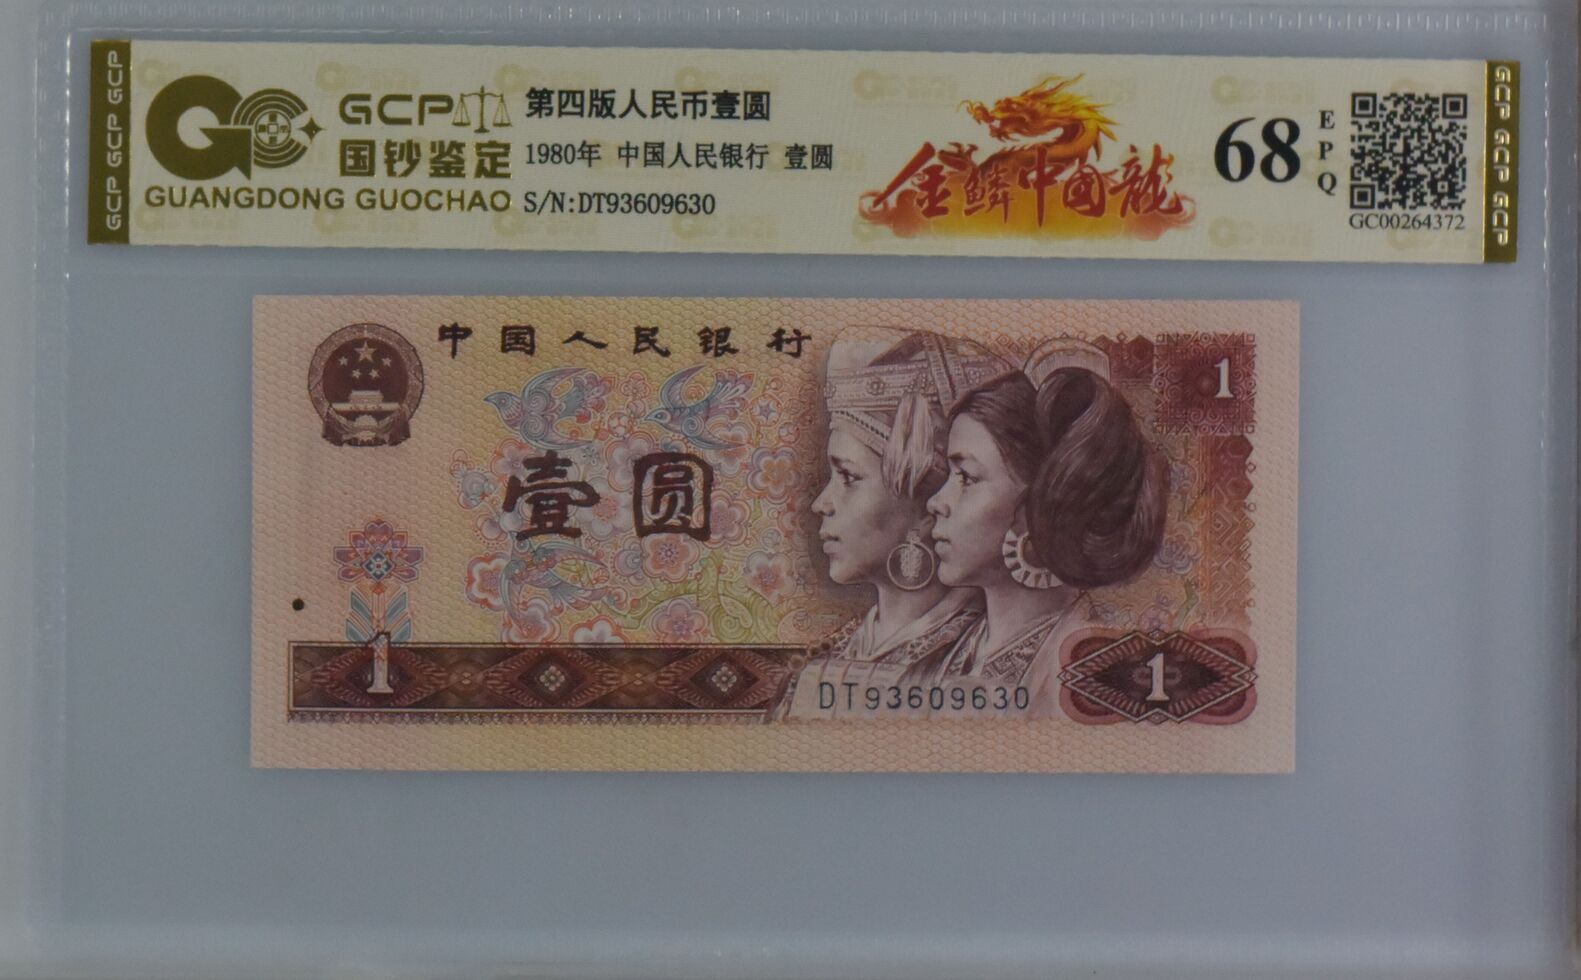 GCP GCP GCP
GCP
国钞鉴定
GUANGDONG GUOCHAO
第四版人民币壹圆
1980年 中国人民银行 壹圆
S/N:DT93609630
金鳞中国龙
68
EPQ
GC00264372
GCP GCP GCP
中国人民银行
1
壹圆
1
1
DT93609630